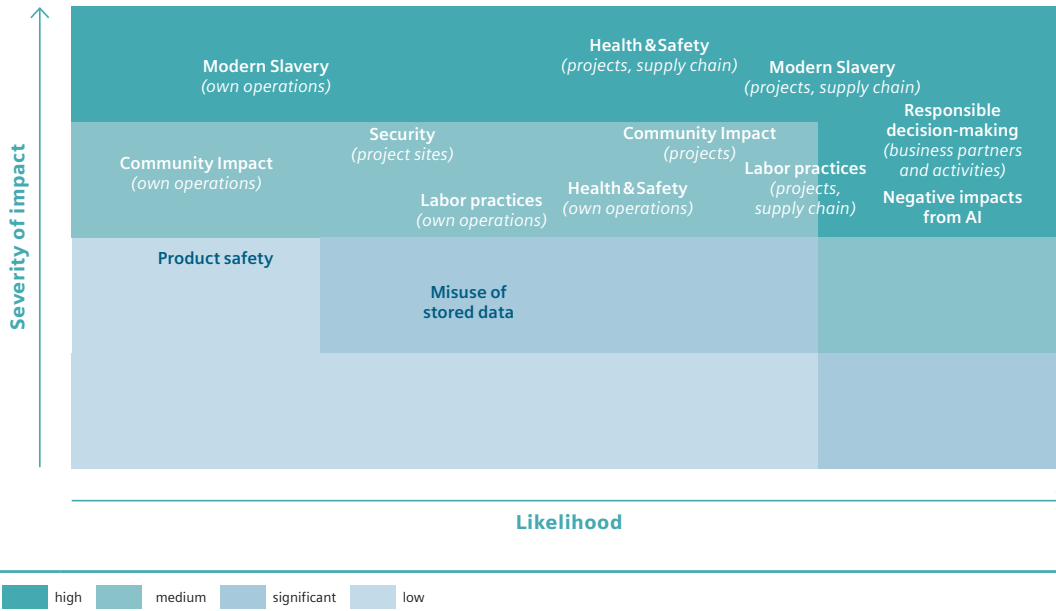 Severity of impact
Health & Safety
(projects, supply chain)
Modern Slavery
(own operations)
Modern Slavery
(projects, supply chain)
Responsible
decision-making
(business partners
and activities)
Security
(project sites)
Community Impact
(projects)
Community Impact
(own operations)
Labor practices
(projects,
supply chain)
Health & Safety
(own operations)
Labor practices
(own operations)
Negative impacts
from AI
Product safety
Misuse of
stored data
Likelihood
high
medium
significant
low